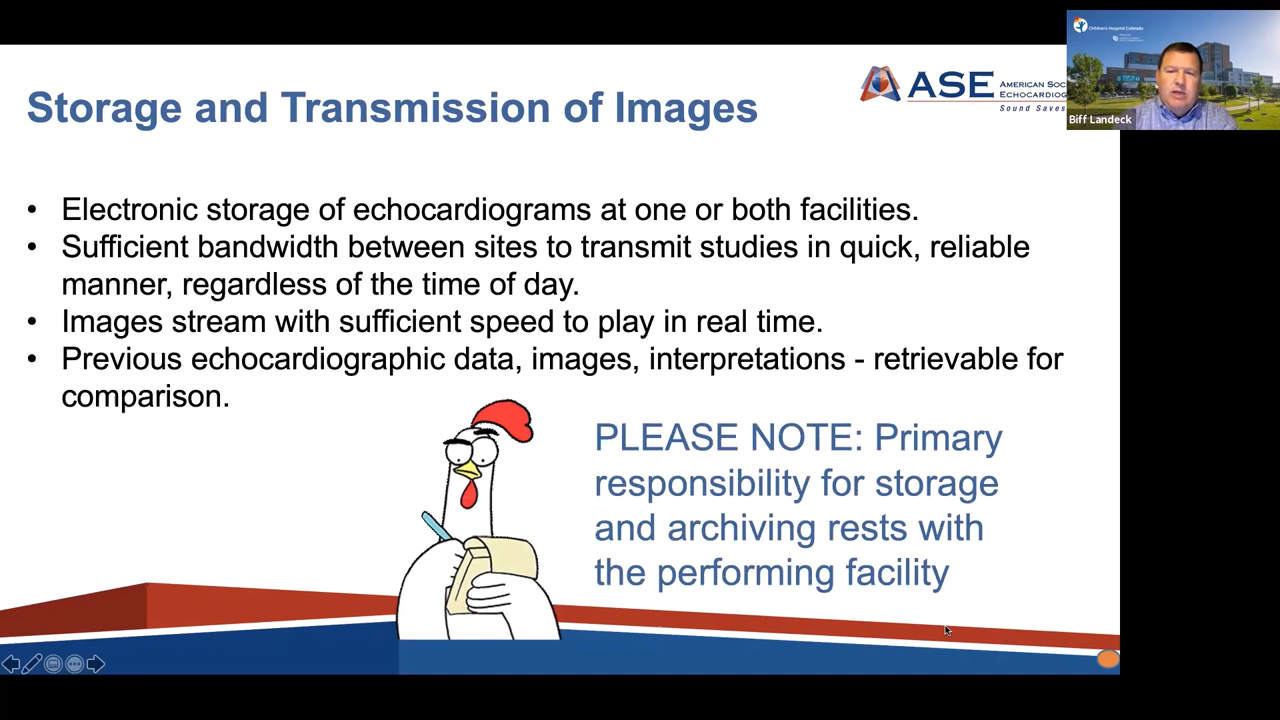 Storage and Transmission of Images
ASE
AMERICAN SOC
ECHOCARDIOG
Sound Saves
Children's Hospital Colorado
Biff Landeck
• Electronic storage of echocardiograms at one or both facilities.
• Sufficient bandwidth between sites to transmit studies in quick, reliable
manner, regardless of the time of day.
• Images stream with sufficient speed to play in real time.
• Previous echocardiographic data, images, interpretations - retrievable for
comparison.
PLEASE NOTE: Primary
responsibility for storage
and archiving rests with
the performing facility